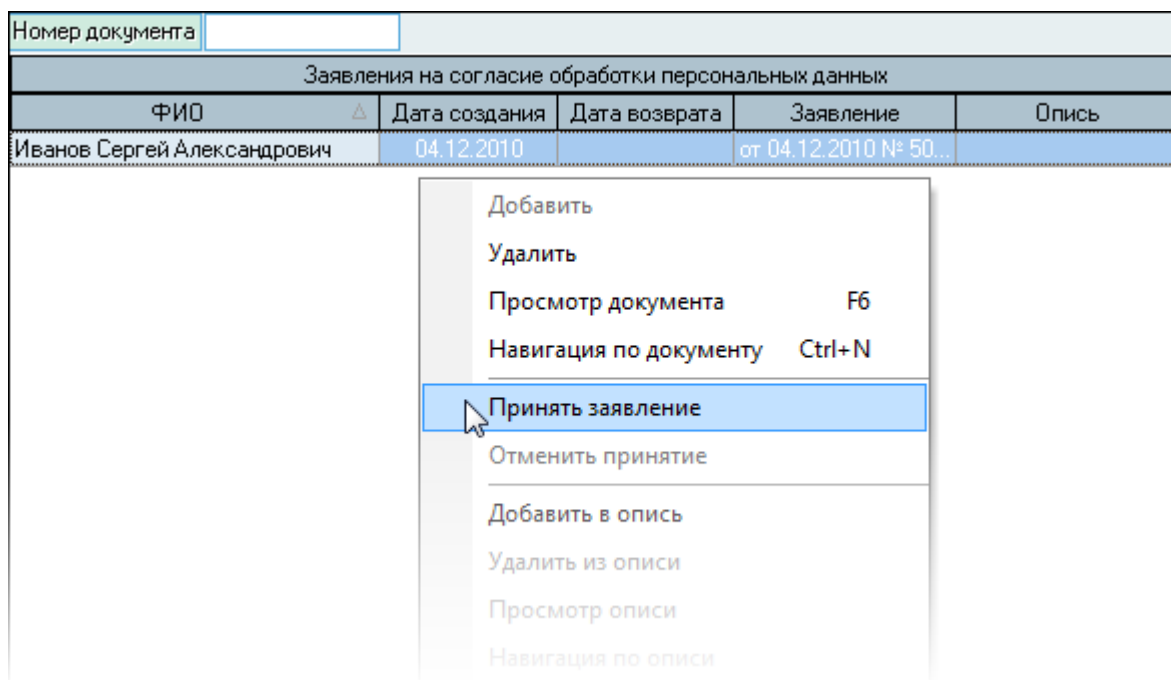 Номер документа
Заявления на согласие обработки персональных данных
ФИО Дата создания Дата возврата Заявление Опись
Иванов Сергей Александрович 04.12.2010 от 04.12.2010 № 50...
Добавить
Удалить
Просмотр документа F6
Навигация по документу Ctrl+N
Принять заявление
Отменить принятие
Добавить в опись
Удалить из описи
Просмотр описи
Навигация по описи